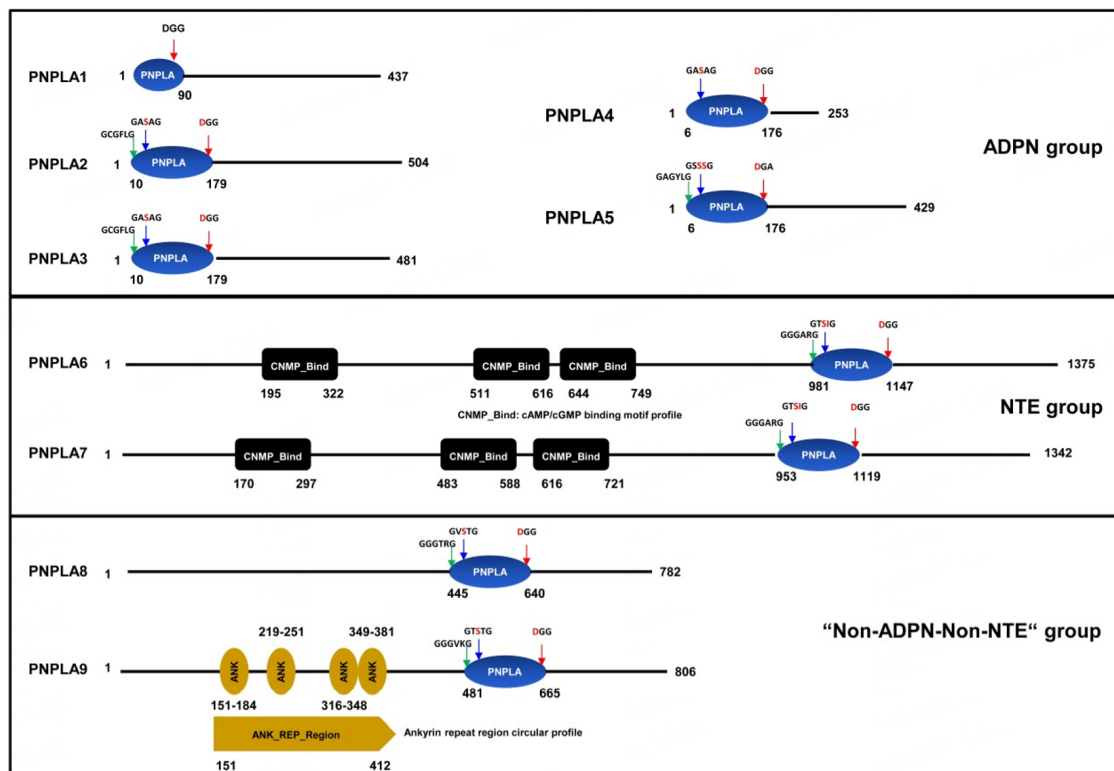 DGG
PNPLA1
1
PNPLA
437
90
GASAG
DGG
GCGFLG
PNPLA2
1
PNPLA
504
10
179
GASAG
DGG
GCGFLG
PNPLA3
1
PNPLA
481
10
179
GASAG
DGG
PNPLA4
1
PNPLA
253
6
176
GSSSG
DGA
GAGYLG
PNPLA5
1
PNPLA
429
6
176
ADPN group
GTSIG
DGG
GGGARG
PNPLA6
1
CNMP_Bind
CNMP_Bind
CNMP_Bind
PNPLA
1375
195
322
511
616
644
749
981
1147
CNMP_Bind: cAMP/cGMP binding motif profile
NTE group
GTSIG
DGG
GGGARG
PNPLA7
1
CNMP_Bind
CNMP_Bind
CNMP_Bind
PNPLA
1342
170
297
483
588
616
721
953
1119
GVSTG
DGG
GGGTRG
PNPLA8
1
PNPLA
782
445
640
“Non-ADPN-Non-NTE“ group
219-251
349-381
GTSTG
DGG
GGGVKG
PNPLA9
1
ANK
ANK
ANK
ANK
PNPLA
806
151-184
316-348
481
665
ANK_REP_Region
Ankyrin repeat region circular profile
151
412